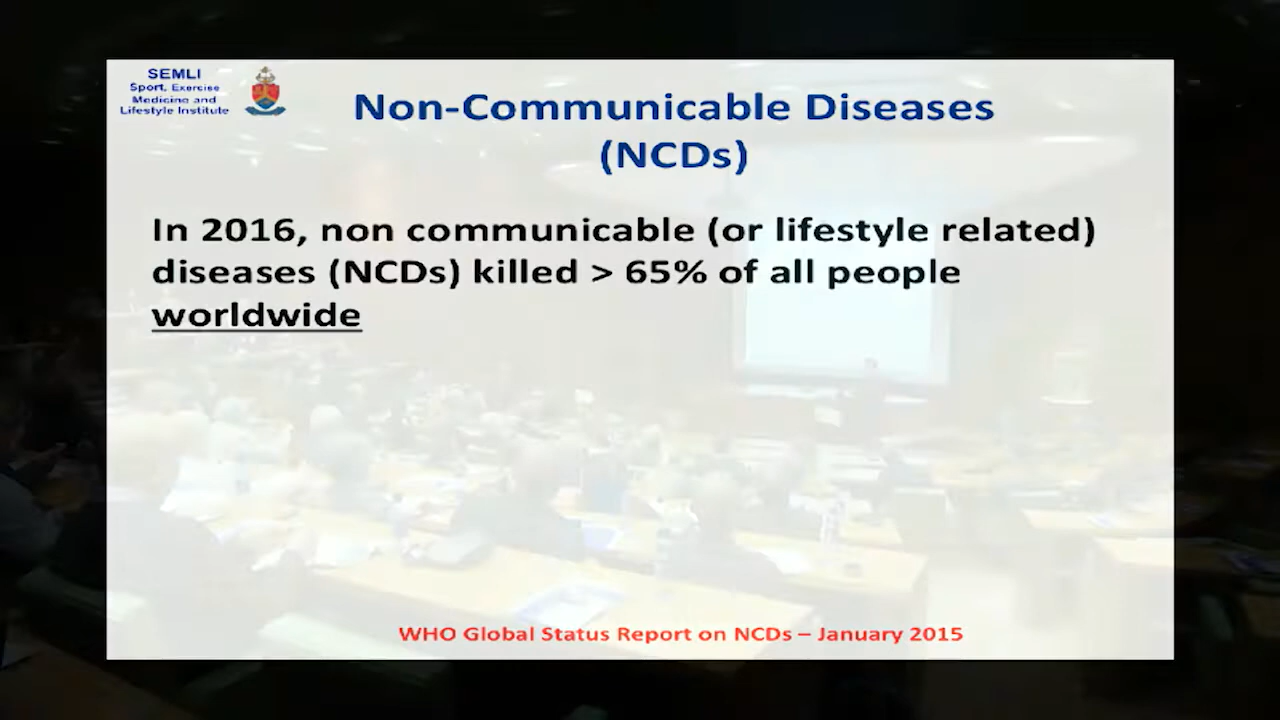 SEMLI
Sport, Exercise
Medicine and
Lifestyle Institute
Non-Communicable Diseases
(NCDs)
In 2016, non communicable (or lifestyle related)
diseases (NCDs) killed > 65% of all people
worldwide
WHO Global Status Report on NCDs – January 2015